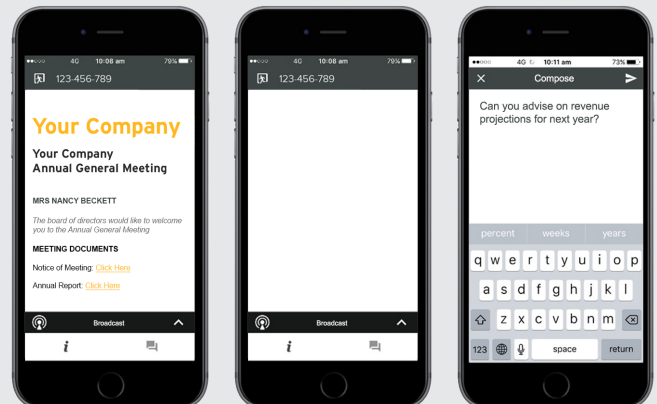 4G 10:08 am 79%
123-456-789
Your Company
Your Company
Annual General Meeting
MRS NANCY BECKETT
The board of directors would like to welcome
you to the Annual General Meeting
MEETING DOCUMENTS
Notice of Meeting: Click Here
Annual Report: Click Here
Broadcast
i
4G 10:08 am 79%
123-456-789
Broadcast
i
4G 10:11 am 73%
Compose
Can you advise on revenue
projections for next year?
percent weeks years
q w e r t y u i o p
a s d f g h j k l
z x c v b n m
123 space return